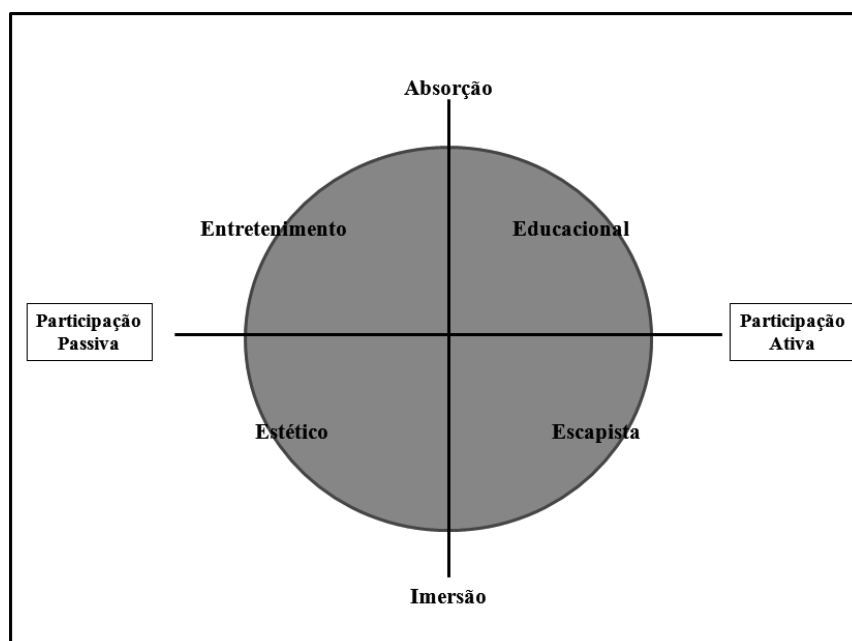 Absorção
Entretenimento
Educacional
Participação
Passiva
Participação
Ativa
Estético
Escapista
Imersão